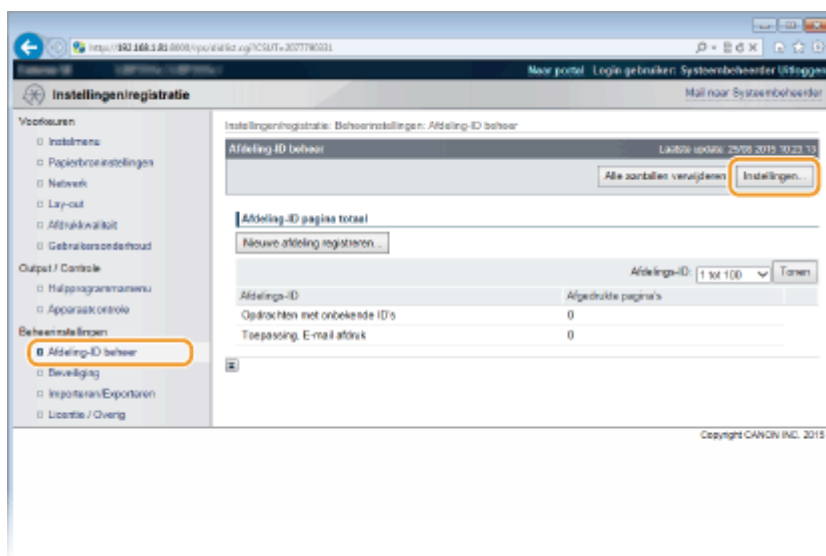 Naar portal Login gebruiker: Systeembeheerder Uitloggen
Instellingen/registratie
Mail naar Systeembeheerder
Voorkeuren
Instelmenu
Papierbroninstellingen
Netwerk
Lay-out
Afdrukkwaliteit
Gebruikersonderhoud
Output / Controle
Hulpprogrammamenu
Apparaatcontrole
Beheerinstellingen
Afdeling-ID beheer
Beveiliging
Importeren/Exporteren
Licentie / Overig
Instellingen/registratie: Beheerinstellingen: Afdeling-ID beheer
Afdeling-ID beheer
Laatste update: 25/08 2015 10:23:13
Alle aantallen verwijderen
Instellingen...
Afdeling-ID pagina totaal
Nieuwe afdeling registreren...
Afdelings-ID: 1 tot 100 Tonen
Afdelings-ID Afgedrukte pagina's
Opdrachten met onbekende ID's 0
Toepassing. E-mail afdruk 0
Copyright CANON INC. 2015